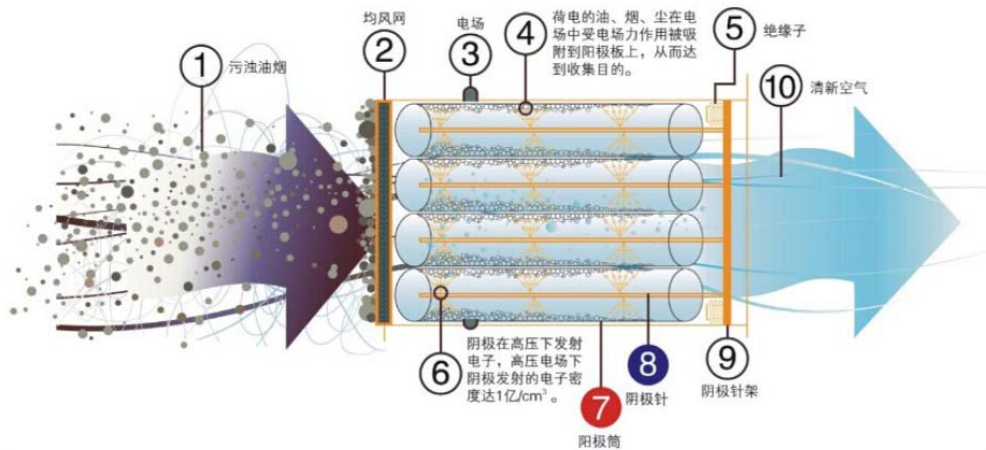 1
污浊油烟
均风网
2
电场
3
4
荷电的油、烟、尘在电
场中受电场力作用被吸
附到阳极板上，从而达
到收集目的。
5
绝缘子
10
清新空气
6
阴极在高压下发射
电子，高压电场下
阴极发射的电子密
度达1亿/cm³。
7
阳极筒
8
阴极针
9
阴极针架